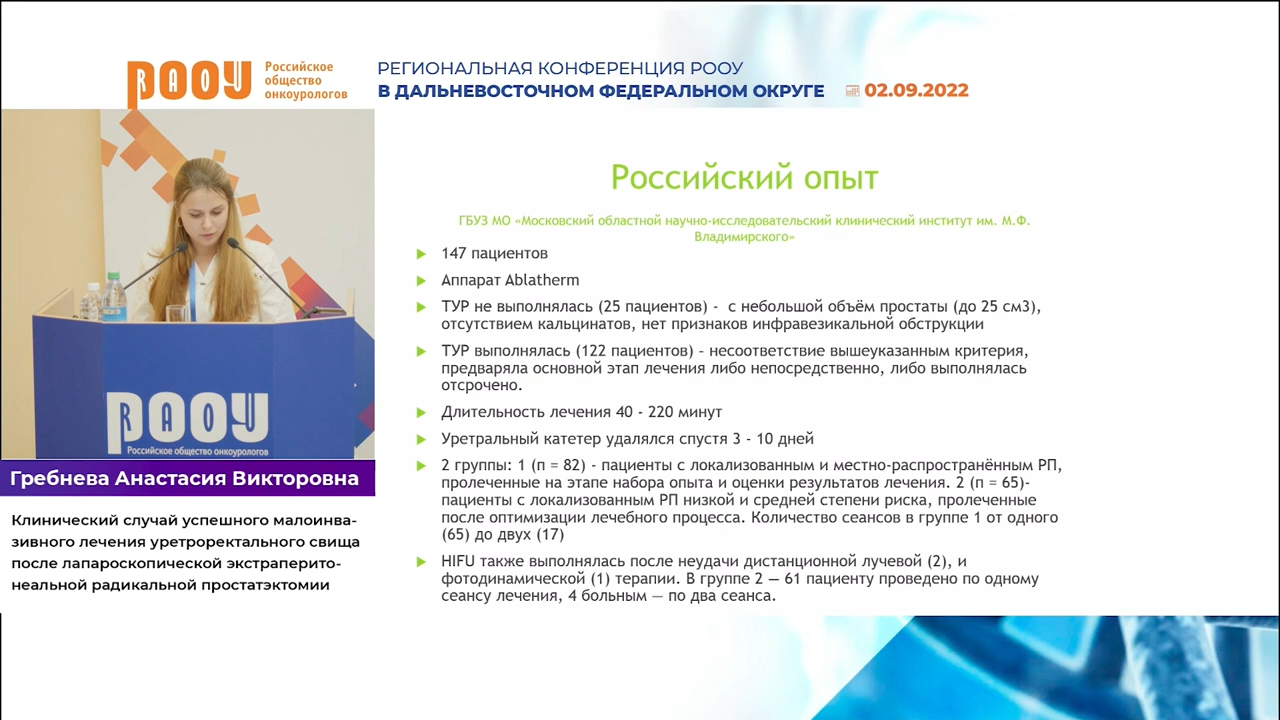 РООУ
Российское
общество
онкоурологов
РЕГИОНАЛЬНАЯ КОНФЕРЕНЦИЯ РООУ
В ДАЛЬНЕВОСТОЧНОМ ФЕДЕРАЛЬНОМ ОКРУГЕ
02.09.2022
Российский опыт
ГБУЗ МО «Московский областной научно-исследовательский клинический институт им. М.Ф.
Владимирского»
147 пациентов
Аппарат Ablatherm
ТУР не выполнялась (25 пациентов) - с небольшой объём простаты (до 25 см3),
отсутствием кальцинатов, нет признаков инфравезикальной обструкции
ТУР выполнялась (122 пациентов) - несоответствие вышеуказанным критерия,
предваряла основной этап лечения либо непосредственно, либо выполнялась
отсрочено.
Длительность лечения 40 - 220 минут
Уретральный катетер удалялся спустя 3 - 10 дней
2 группы: 1 (п = 82) - пациенты с локализованным и местно-распространённым РП,
пролеченные на этапе набора опыта и оценки результатов лечения. 2 (п = 65)-
пациенты с локализованным РП низкой и средней степени риска, пролеченные
после оптимизации лечебного процесса. Количество сеансов в группе 1 от одного
(65) до двух (17)
HIFU также выполнялась после неудачи дистанционной лучевой (2), и
фотодинамической (1) терапии. В группе 2 — 61 пациенту проведено по одному
сеансу лечения, 4 больным — по два сеанса.
РООУ
Российское общество онкоурологов
Гребнева Анастасия Викторовна
Клинический случай успешного малоинва-
зивного лечения уретроректального свища
после лапароскопической экстраперито-
неальной радикальной простатэктомии